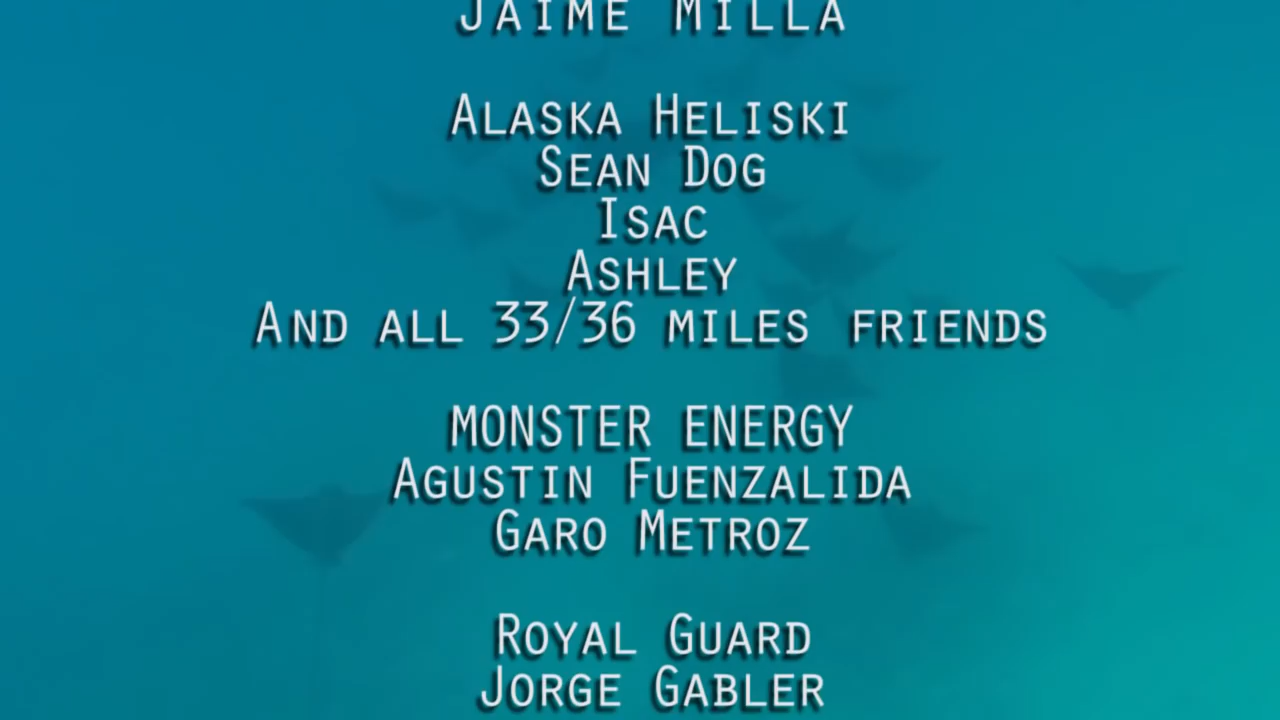 JAIME MILLA
ALASKA HELISKI
SEAN DOG
ISAC
ASHLEY
AND ALL 33/36 MILES FRIENDS
MONSTER ENERGY
AGUSTIN FUENZALIDA
GARO METROZ
ROYAL GUARD
JORGE GABLER